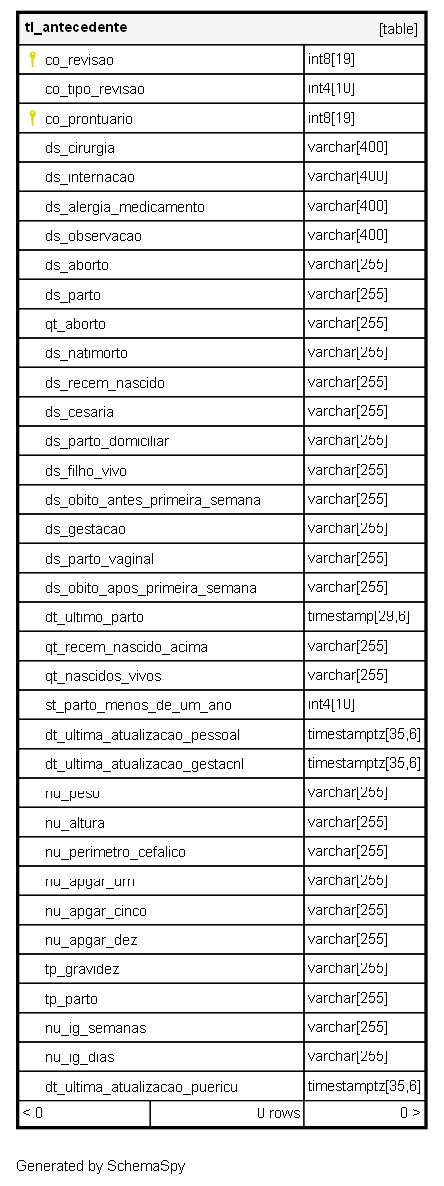 tl_antecedente [table]
co_revisao int8[19]
co_tipo_revisao int4[10]
co_prontuario int8[19]
ds_cirurgia varchar[400]
ds_internacao varchar[400]
ds_alergia_medicamento varchar[400]
ds_observacao varchar[400]
ds_aborto varchar[255]
ds_parto varchar[255]
qt_aborto varchar[255]
ds_natimorto varchar[255]
ds_recem_nascido varchar[255]
ds_cesaria varchar[255]
ds_parto_domiciliar varchar[255]
ds_filho_vivo varchar[255]
ds_obito_antes_primeira_semana varchar[255]
ds_gestacao varchar[255]
ds_parto_vaginal varchar[255]
ds_obito_apos_primeira_semana varchar[255]
dt_ultimo_parto timestamp[29,6]
qt_recem_nascido_acima varchar[255]
qt_nascidos_vivos varchar[255]
st_parto_menos_de_um_ano int4[10]
dt_ultima_atualizacao_pessoal timestamptz[35,6]
dt_ultima_atualizacao_gestacnl timestamptz[35,6]
nu_peso varchar[255]
nu_altura varchar[255]
nu_perimetro_cefalico varchar[255]
nu_apgar_um varchar[255]
nu_apgar_cinco varchar[255]
nu_apgar_dez varchar[255]
tp_gravidez varchar[255]
tp_parto varchar[255]
nu_ig_semanas varchar[255]
nu_ig_dias varchar[255]
dt_ultima_atualizacao_puericu timestamptz[35,6]
< 0 0 rows 0 >
Generated by SchemaSpy